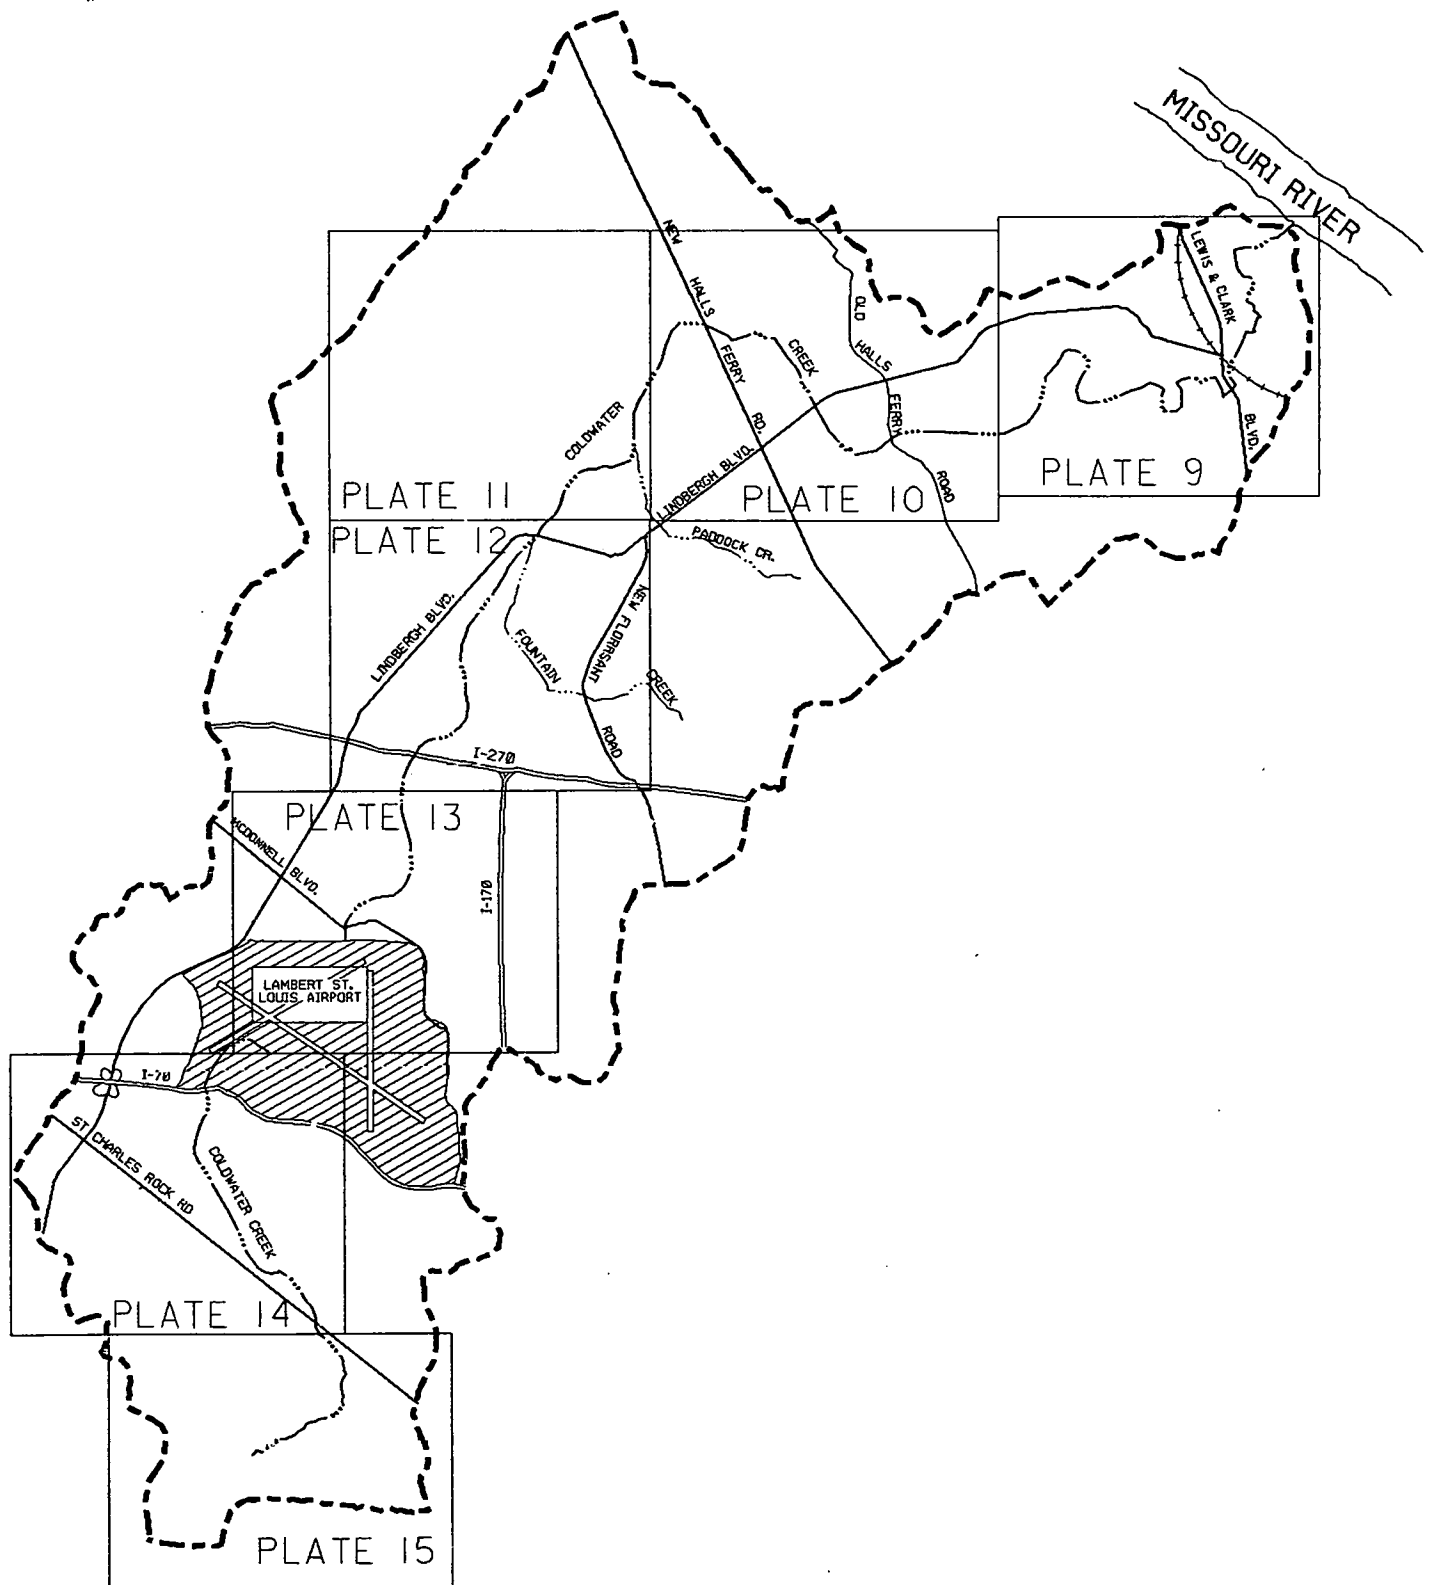 MISSOURI RIVER
LEWIS & CLARK
BLVD.
NEW
HALLS
FERRY
RD.
OLD
HALLS
FERRY
ROAD
CREEK
COLDWATER
LINDBERGH BLVD.
PLATE 9
PLATE 11
PLATE 10
PLATE 12
PADDOCK CR.
LINDBERGH BLVD.
NEW FLORRSANT
ROAD
FOUNTAIN
CREEK
I-270
PLATE 13
MCDONNELL BLVD.
I-170
LAMBERT ST.
LOUIS AIRPORT
I-70
ST CHARLES ROCK RD
COLDWATER CREEK
PLATE 14
PLATE 15